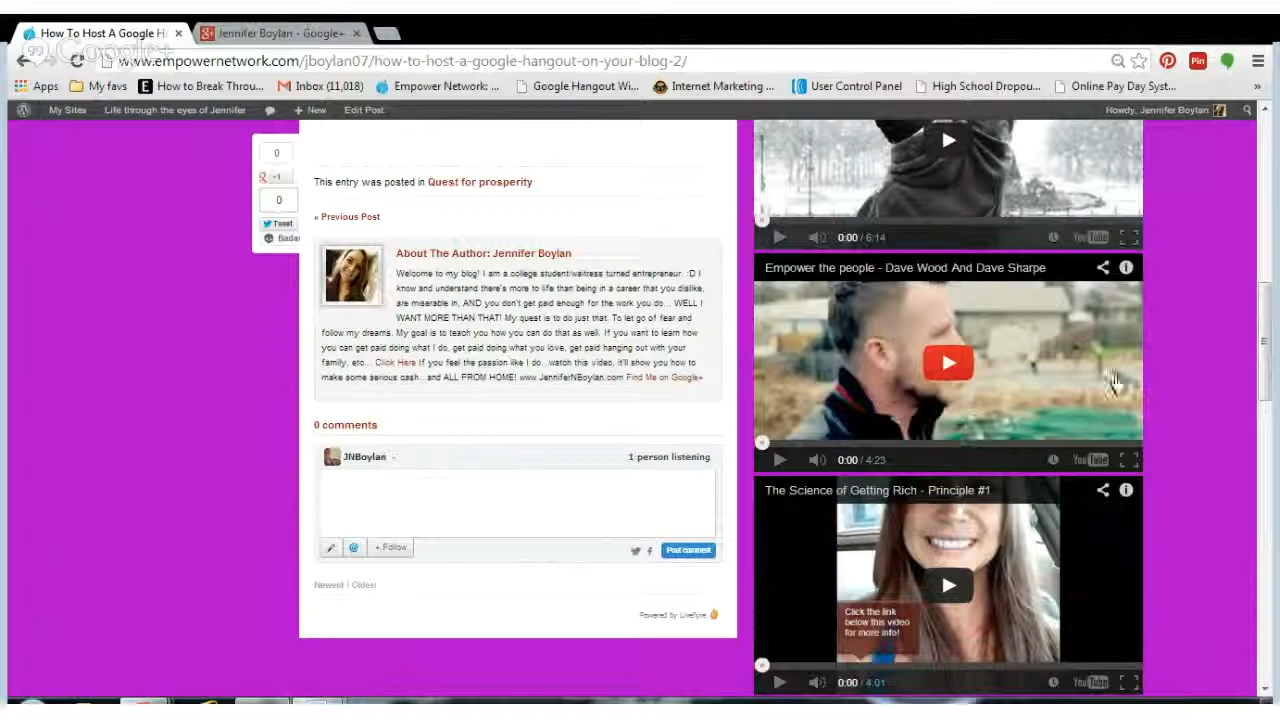 How To Host A Google H
Jennifer Boylan - Google+
Google+
www.empowernetwork.com/jboylan07/how-to-host-a-google-hangout-on-your-blog-2/
Pin
Apps
My favs
How to Break Throu...
Inbox (11,018)
Empower Network: ...
Google Hangout Wi...
Internet Marketing ...
User Control Panel
High School Dropou...
Online Pay Day Syst...
»
My Sites
Life through the eyes of Jennifer
+ New
Edit Post
Howdy, Jennifer Boylan
0
+1
0
Tweet
Badas
This entry was posted in Quest for prosperity
« Previous Post
About The Author: Jennifer Boylan
Welcome to my blog! I am a college student/waitress turned entrepreneur. :D I
know and understand there's more to life than being in a career that you dislike,
are miserable in, AND you don't get paid enough for the work you do... WELL I
WANT MORE THAN THAT! My quest is to do just that. To let go of fear and
follow my dreams. My goal is to teach you how you can do that as well. If you want to learn how
you can get paid doing what I do, get paid doing what you love, get paid hanging out with your
family, etc... Click Here If you feel the passion like I do...watch this video, it'll show you how to
make some serious cash...and ALL FROM HOME! www.JenniferNBoylan.com Find Me on Google+
0 comments
JNBoylan
1 person listening
+ Follow
Post comment
Newest | Oldest
Powered by Livefyre
0:00 / 6:14
YouTube
Empower the people - Dave Wood And Dave Sharpe
0:00 / 4:23
YouTube
The Science of Getting Rich - Principle #1
Click the link
below this video
for more info!
0:00 / 4:01
YouTube